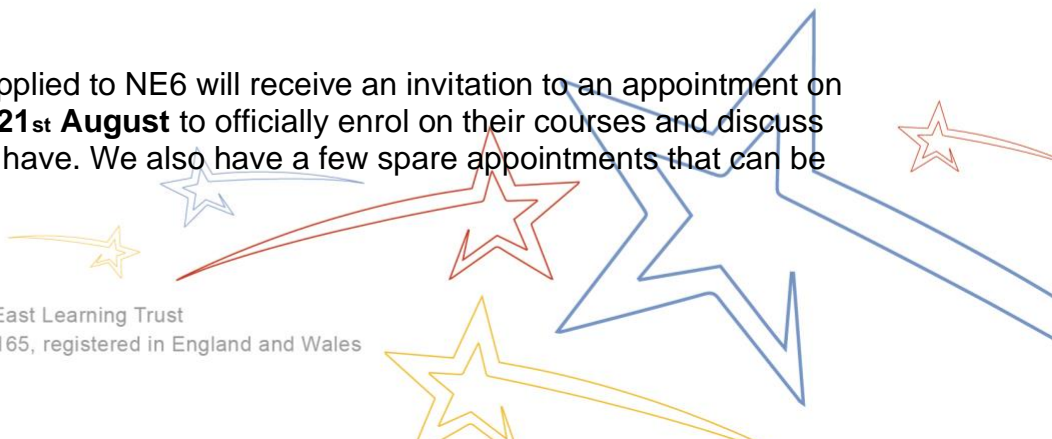 pplied to NE6 will receive an invitation to an appointment on
21st August to officially enrol on their courses and discuss
have. We also have a few spare appointments that can be
East Learning Trust
165, registered in England and Wales